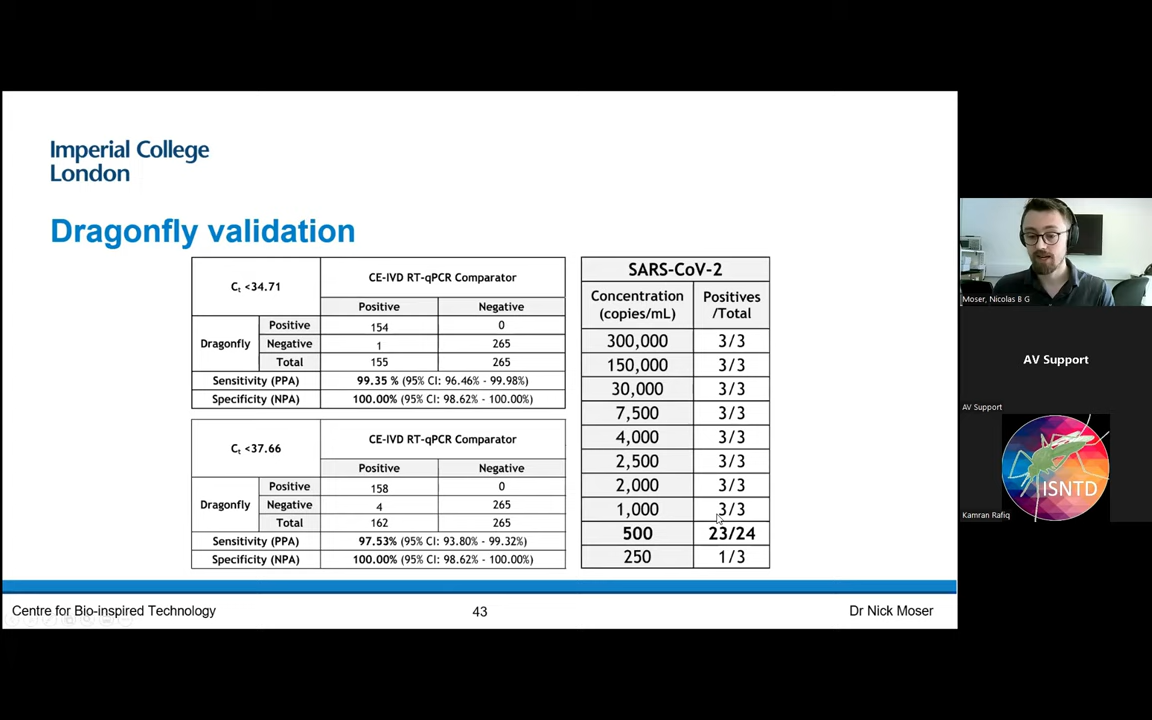 Imperial College
London
Dragonfly validation
Ct <34.71
CE-IVD RT-qPCR Comparator
Positive Negative
Dragonfly
Positive 154 0
Negative 1 265
Total 155 265
Sensitivity (PPA) 99.35 % (95% CI: 96.46% - 99.98%)
Specificity (NPA) 100.00% (95% CI: 98.62% - 100.00%)
Ct <37.66
CE-IVD RT-qPCR Comparator
Positive Negative
Dragonfly
Positive 158 0
Negative 4 265
Total 162 265
Sensitivity (PPA) 97.53% (95% CI: 93.80% - 99.32%)
Specificity (NPA) 100.00% (95% CI: 98.62% - 100.00%)
SARS-CoV-2
Concentration Positives
(copies/mL) /Total
300,000 3/3
150,000 3/3
30,000 3/3
7,500 3/3
4,000 3/3
2,500 3/3
2,000 3/3
1,000 3/3
500 23/24
250 1/3
Centre for Bio-inspired Technology 43 Dr Nick Moser
Moser, Nicolas B G
AV Support
AV Support
ISNTD
Kamran Rafiq